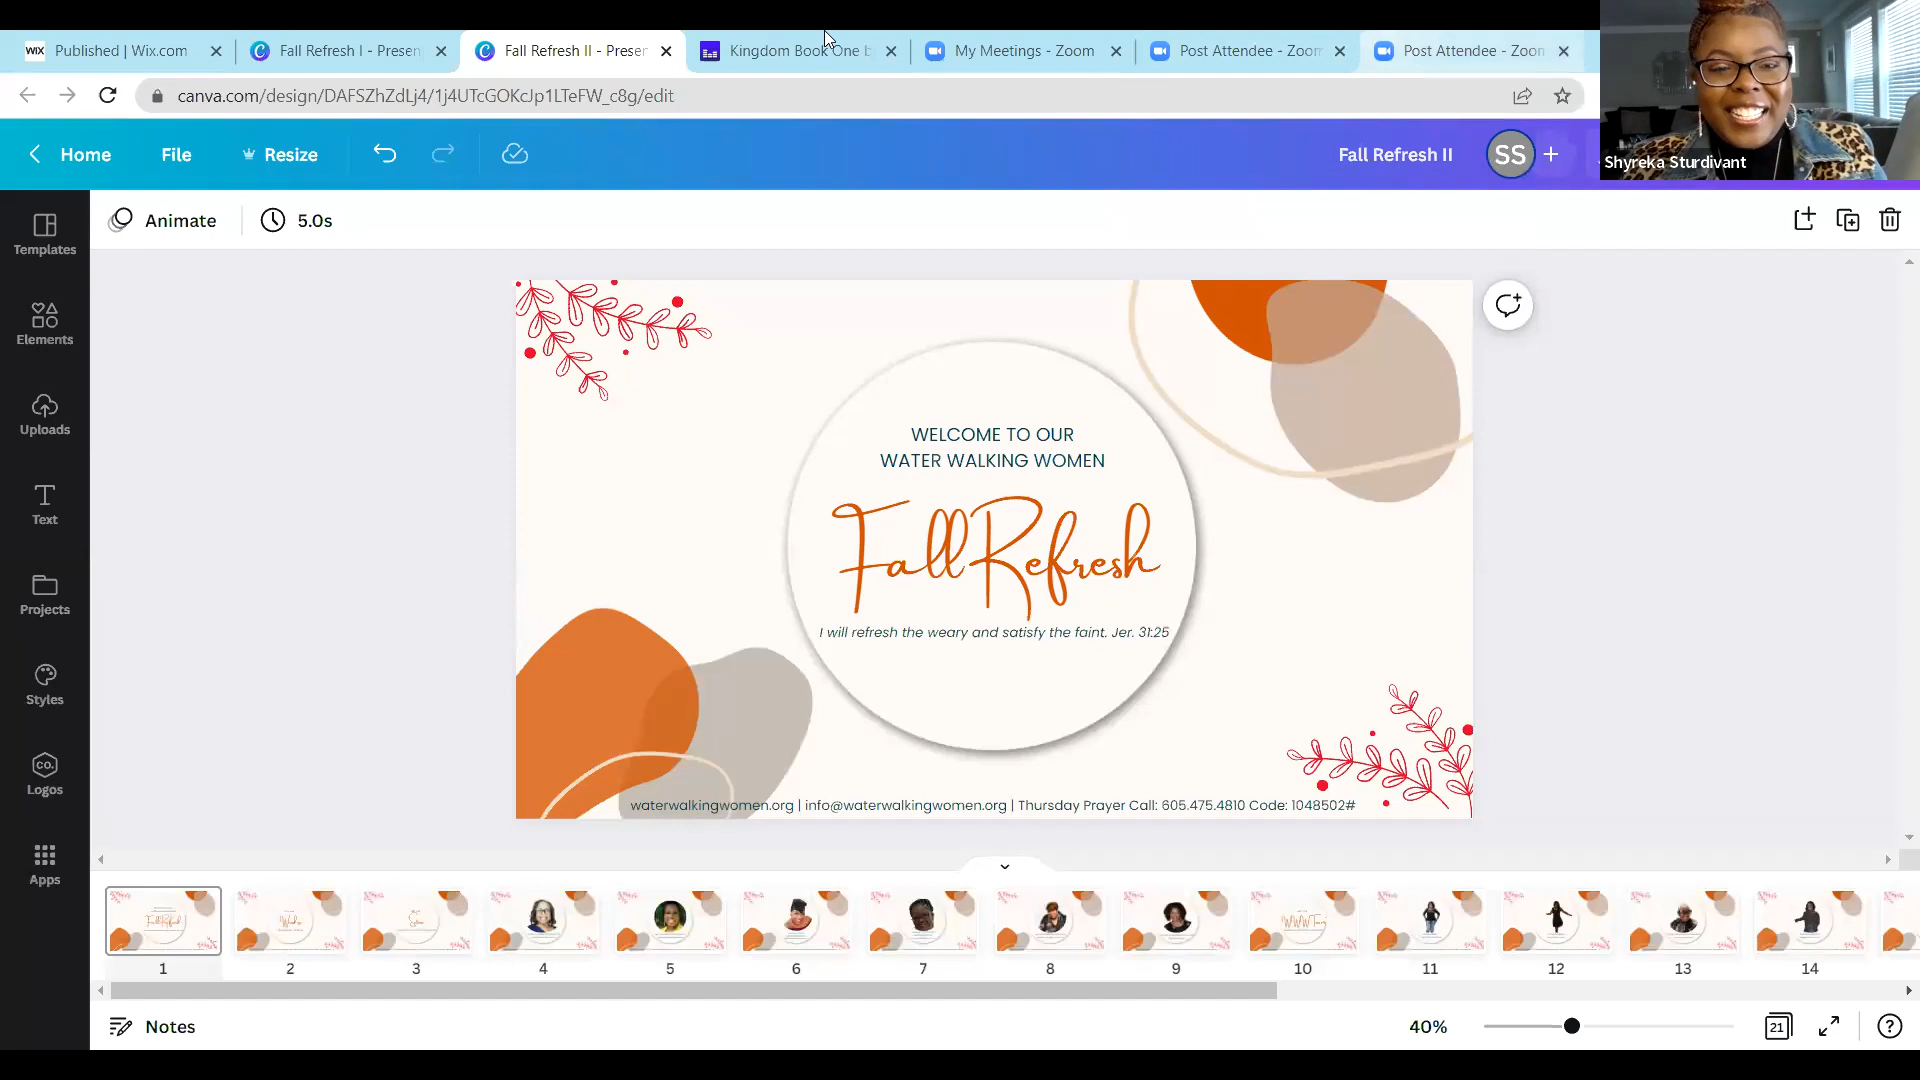 WIX Published | Wix.com
Fall Refresh I - Presen
Fall Refresh II - Presen
Kingdom Book One b
My Meetings - Zoom
Post Attendee - Zoom
Post Attendee - Zoom
canva.com/design/DAFSZhZdLj4/1j4UTcGOKcJp1LTeFW_c8g/edit
Home
File
Resize
Fall Refresh II
SS
Shyreka Sturdivant
Animate
5.0s
Templates
Elements
Uploads
Text
Projects
Styles
CO.
Logos
Apps
WELCOME TO OUR
WATER WALKING WOMEN
Fall Refresh
I will refresh the weary and satisfy the faint. Jer. 31:25
waterwalkingwomen.org | info@waterwalkingwomen.org | Thursday Prayer Call: 605.475.4810 Code: 1048502#
1 2 3 4 5 6 7 8 9 10 11 12 13 14
Notes
40%
21
?